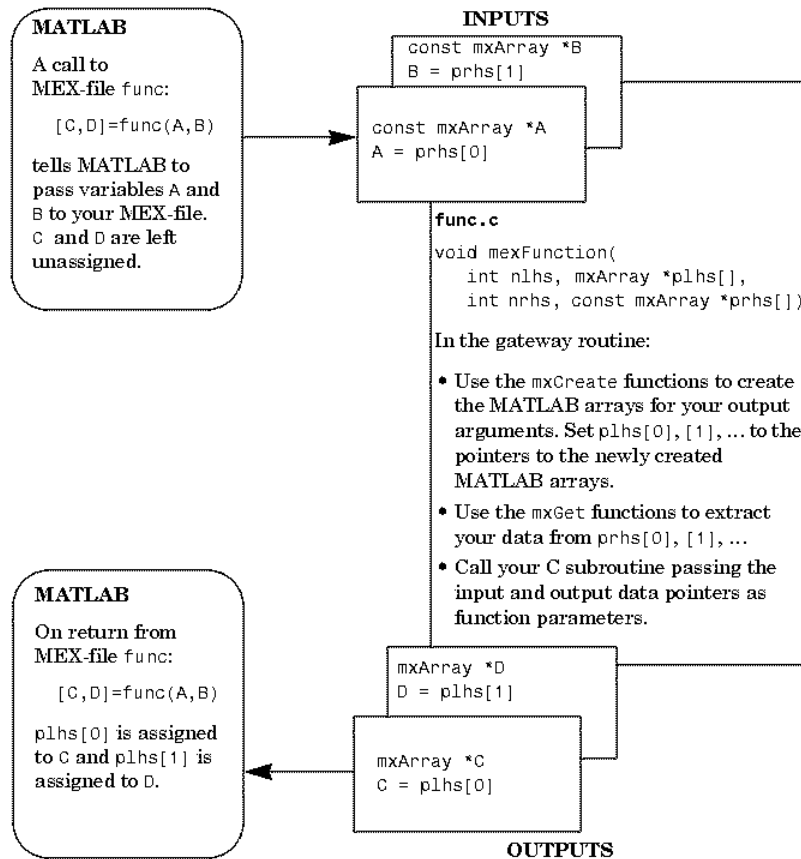 MATLAB
A call to
MEX-file func:
[C,D]=func(A,B)
tells MATLAB to
pass variables A and
B to your MEX-file.
C and D are left
unassigned.
INPUTS
const mxArray *B
B = prhs[1]
const mxArray *A
A = prhs[0]
func.c
void mexFunction(
int nlhs, mxArray *plhs[],
int nrhs, const mxArray *prhs[])
In the gateway routine:
• Use the mxCreate functions to create
the MATLAB arrays for your output
arguments. Set plhs[0], [1], ... to the
pointers to the newly created
MATLAB arrays.
• Use the mxGet functions to extract
your data from prhs[0], [1], ...
• Call your C subroutine passing the
input and output data pointers as
function parameters.
MATLAB
On return from
MEX-file func:
[C,D]=func(A,B)
plhs[0] is assigned
to C and plhs[1] is
assigned to D.
mxArray *D
D = plhs[1]
mxArray *C
C = plhs[0]
OUTPUTS